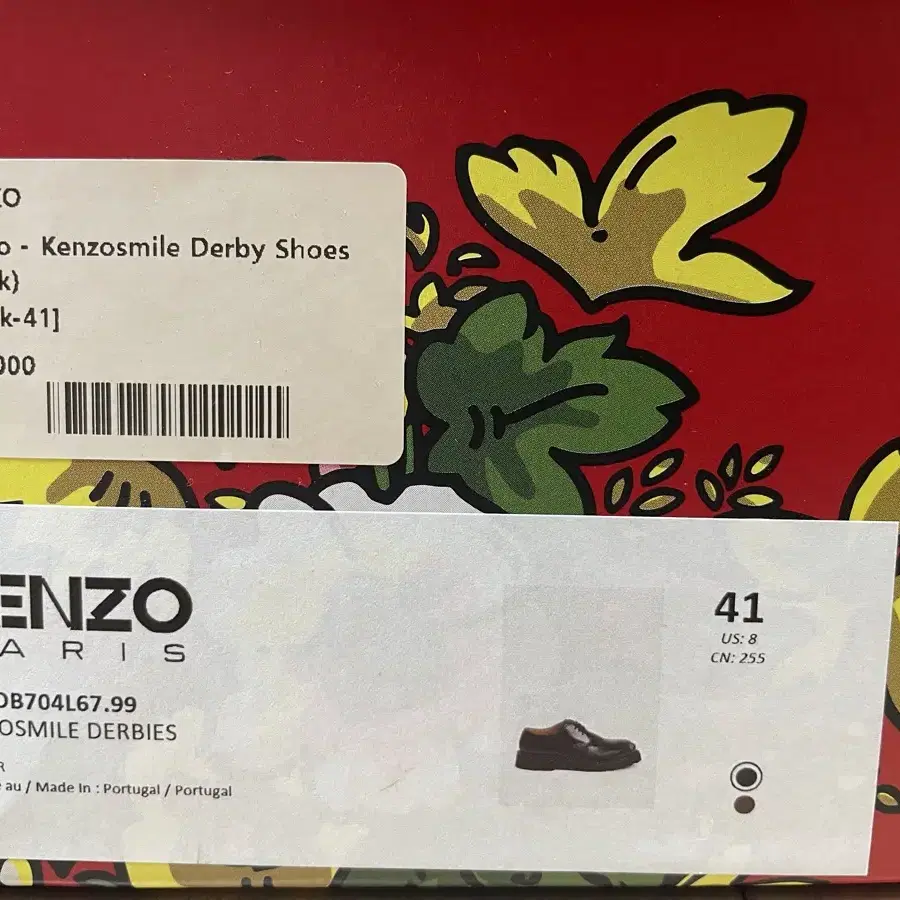 ZO
o - Kenzosmile Derby Shoes
k)
k-41]
000
ENZO
ARIS
DB704L67.99
OSMILE DERBIES
R
e au / Made In : Portugal / Portugal
41
US: 8
CN: 255